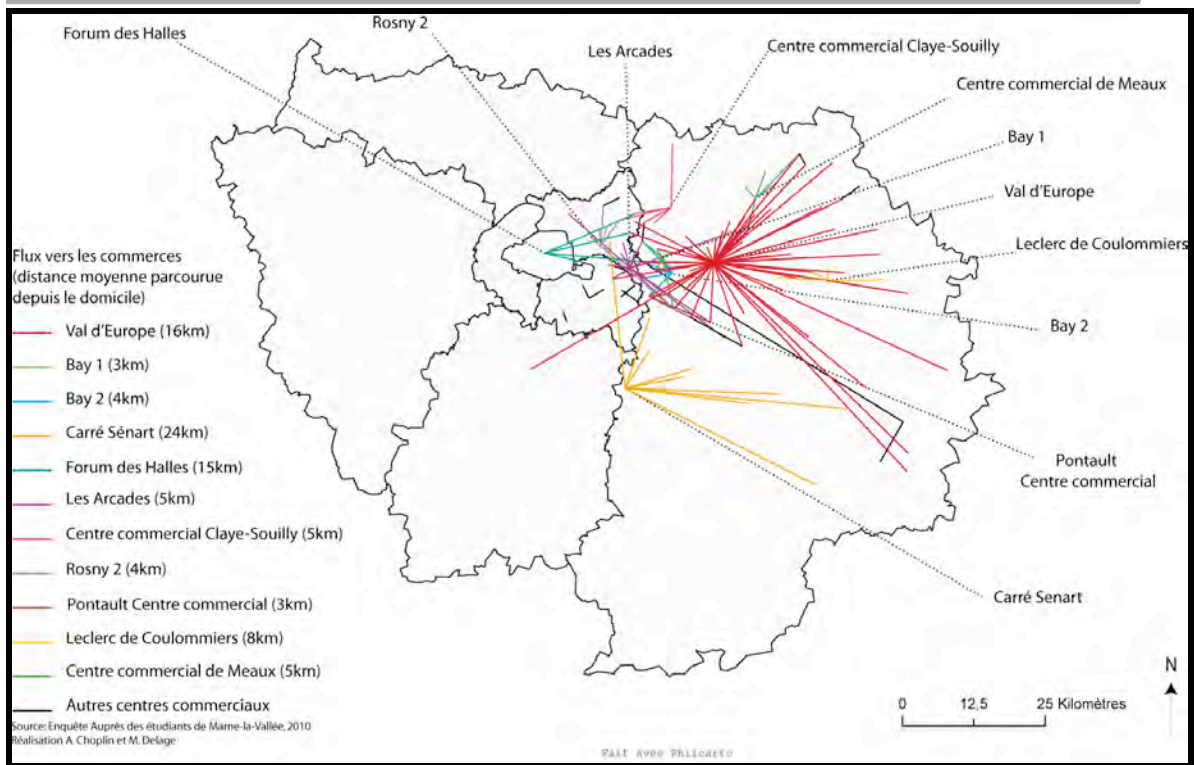 Forum des Halles
Rosny 2
Les Arcades
Centre commercial Claye-Souilly
Centre commercial de Meaux
Bay 1
Val d'Europe
Leclerc de Coulommiers
Bay 2
Pontault
Centre commercial
Carré Senart
Flux vers les commerces
(distance moyenne parcourue
depuis le domicile)
Val d'Europe (16km)
Bay 1 (3km)
Bay 2 (4km)
Carré Sénart (24km)
Forum des Halles (15km)
Les Arcades (5km)
Centre commercial Claye-Souilly (5km)
Rosny 2 (4km)
Pontault Centre commercial (3km)
Leclerc de Coulommiers (8km)
Centre commercial de Meaux (5km)
Autres centres commerciaux
Source: Enquête Auprès des étudiants de Marne-la-Vallée, 2010
Réalisation A. Choplin et M. Delage
N
0 12,5 25 Kilomètres
Fait avec Philcarto